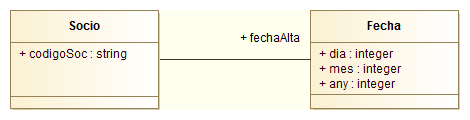 Socio
+ codigoSoc : string
+ fechaAlta
Fecha
+ dia : integer
+ mes : integer
+ any : integer